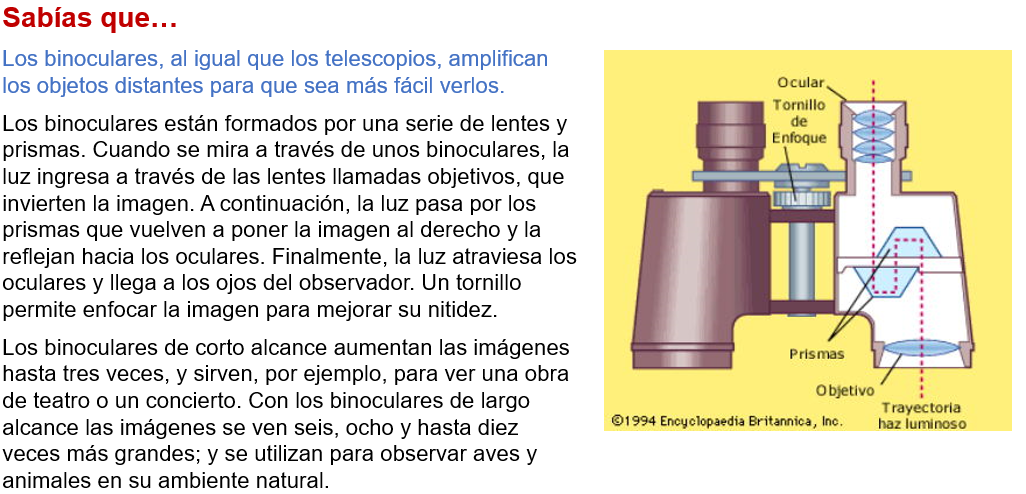 Sabías que…
Los binoculares, al igual que los telescopios, amplifican
los objetos distantes para que sea más fácil verlos.
Los binoculares están formados por una serie de lentes y
prismas. Cuando se mira a través de unos binoculares, la
luz ingresa a través de las lentes llamadas objetivos, que
invierten la imagen. A continuación, la luz pasa por los
prismas que vuelven a poner la imagen al derecho y la
reflejan hacia los oculares. Finalmente, la luz atraviesa los
oculares y llega a los ojos del observador. Un tornillo
permite enfocar la imagen para mejorar su nitidez.
Los binoculares de corto alcance aumentan las imágenes
hasta tres veces, y sirven, por ejemplo, para ver una obra
de teatro o un concierto. Con los binoculares de largo
alcance las imágenes se ven seis, ocho y hasta diez
veces más grandes; y se utilizan para observar aves y
animales en su ambiente natural.
Ocular
Tornillo
de
Enfoque
Prismas
Objetivo
Trayectoria
haz luminoso
©1994 Encyclopaedia Britannica, Inc.